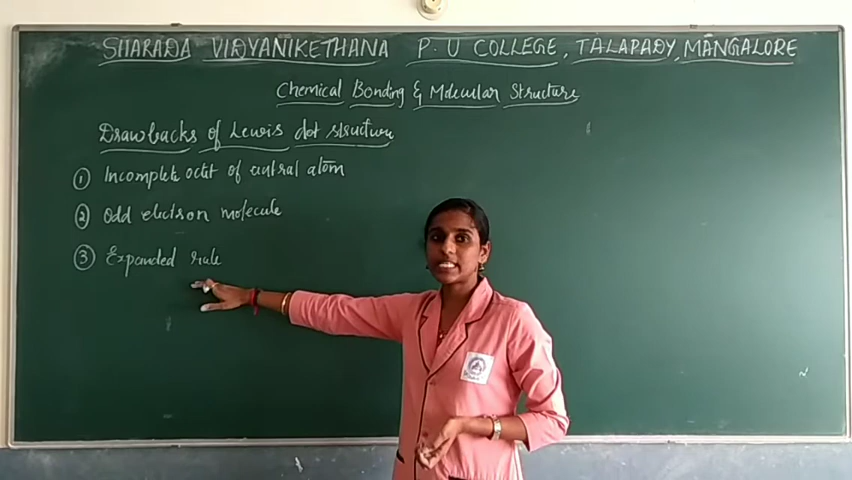 SHARADA VIDYANIKETHANA P.U COLLEGE, TALAPADY, MANGALORE
Chemical Bonding & Molecular Structure
Drawbacks of Lewis dot structure
① Incomplete octet of central atom
② Odd electron molecule
③ Expanded rule